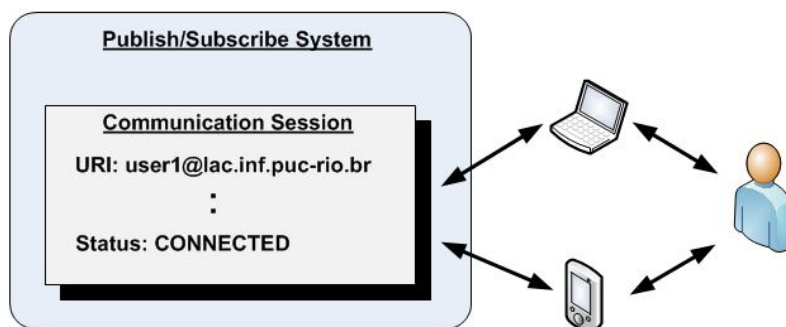 Publish/Subscribe System
Communication Session
URI: user1@lac.inf.puc-rio.br
:
Status: CONNECTED